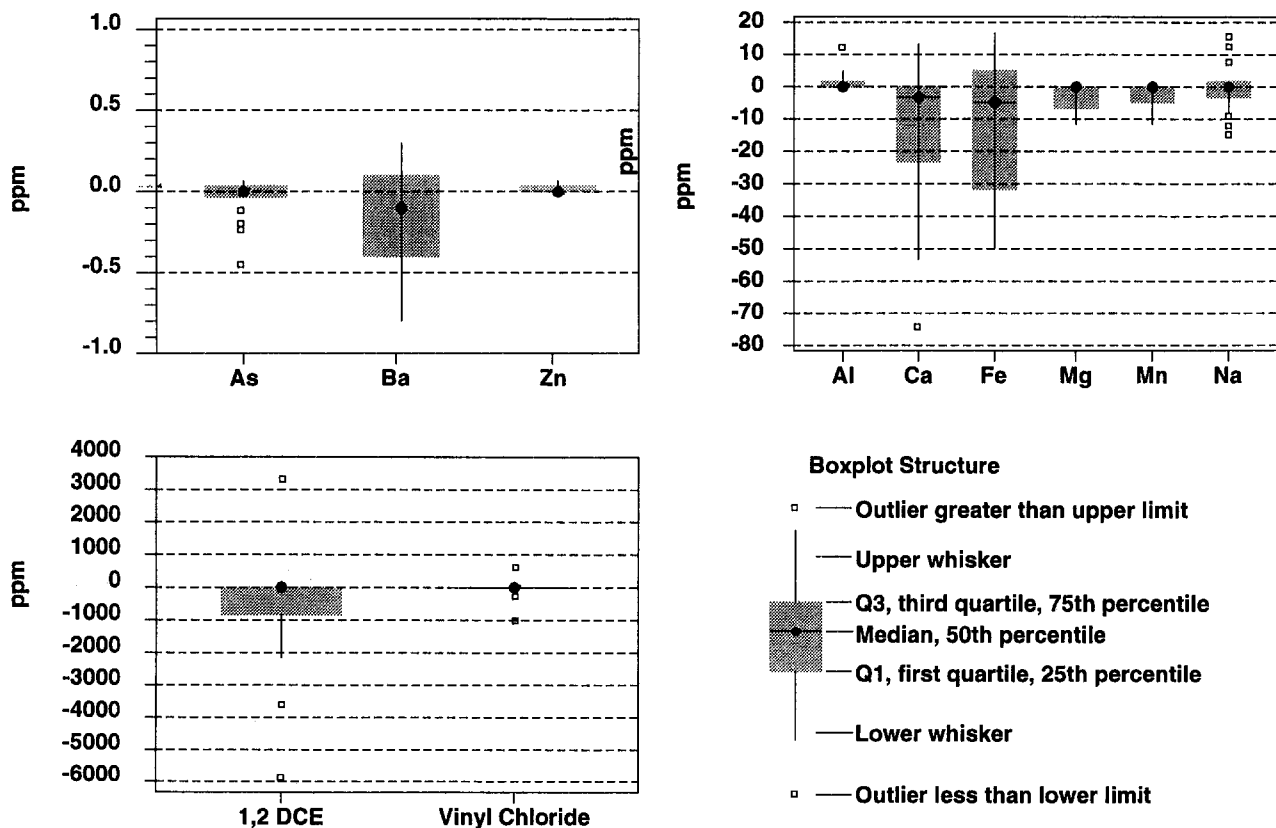 1.0
0.5
0.0
-0.5
-1.0
ppm
As Ba Zn
ppm
20
10
0
-10
-20
-30
-40
-50
-60
-70
-80
ppm
Al Ca Fe Mg Mn Na
4000
3000
2000
1000
0
-1000
-2000
-3000
-4000
-5000
-6000
ppm
1,2 DCE Vinyl Chloride
Boxplot Structure
Outlier greater than upper limit
Upper whisker
Q3, third quartile, 75th percentile
Median, 50th percentile
Q1, first quartile, 25th percentile
Lower whisker
Outlier less than lower limit